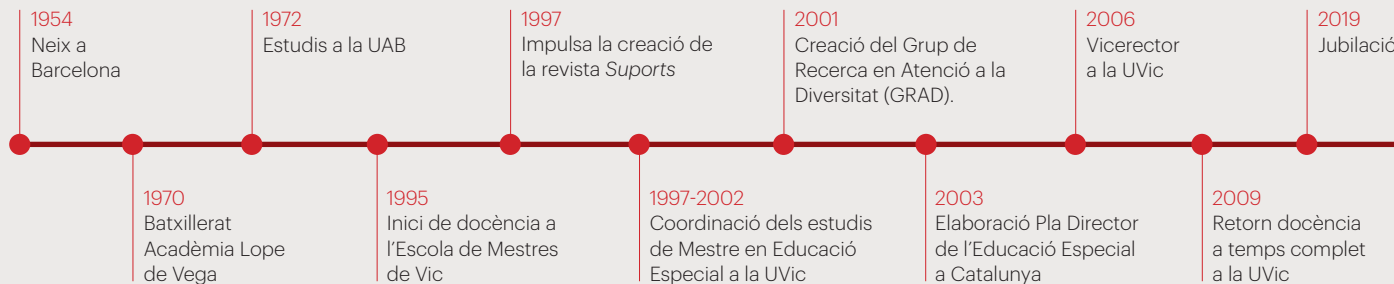 1954
Neix a
Barcelona
1970
Batxillerat
Acadèmia Lope
de Vega
1972
Estudis a la UAB
1995
Inici de docència a
l’Escola de Mestres
de Vic
1997
Impulsa la creació de
la revista Suports
1997-2002
Coordinació dels estudis
de Mestre en Educació
Especial a la UVic
2001
Creació del Grup de
Recerca en Atenció a la
Diversitat (GRAD).
2003
Elaboració Pla Director
de l’Educació Especial
a Catalunya
2006
Vicerector
a la UVic
2009
Retorn docència
a temps complet
a la UVic
2019
Jubilació